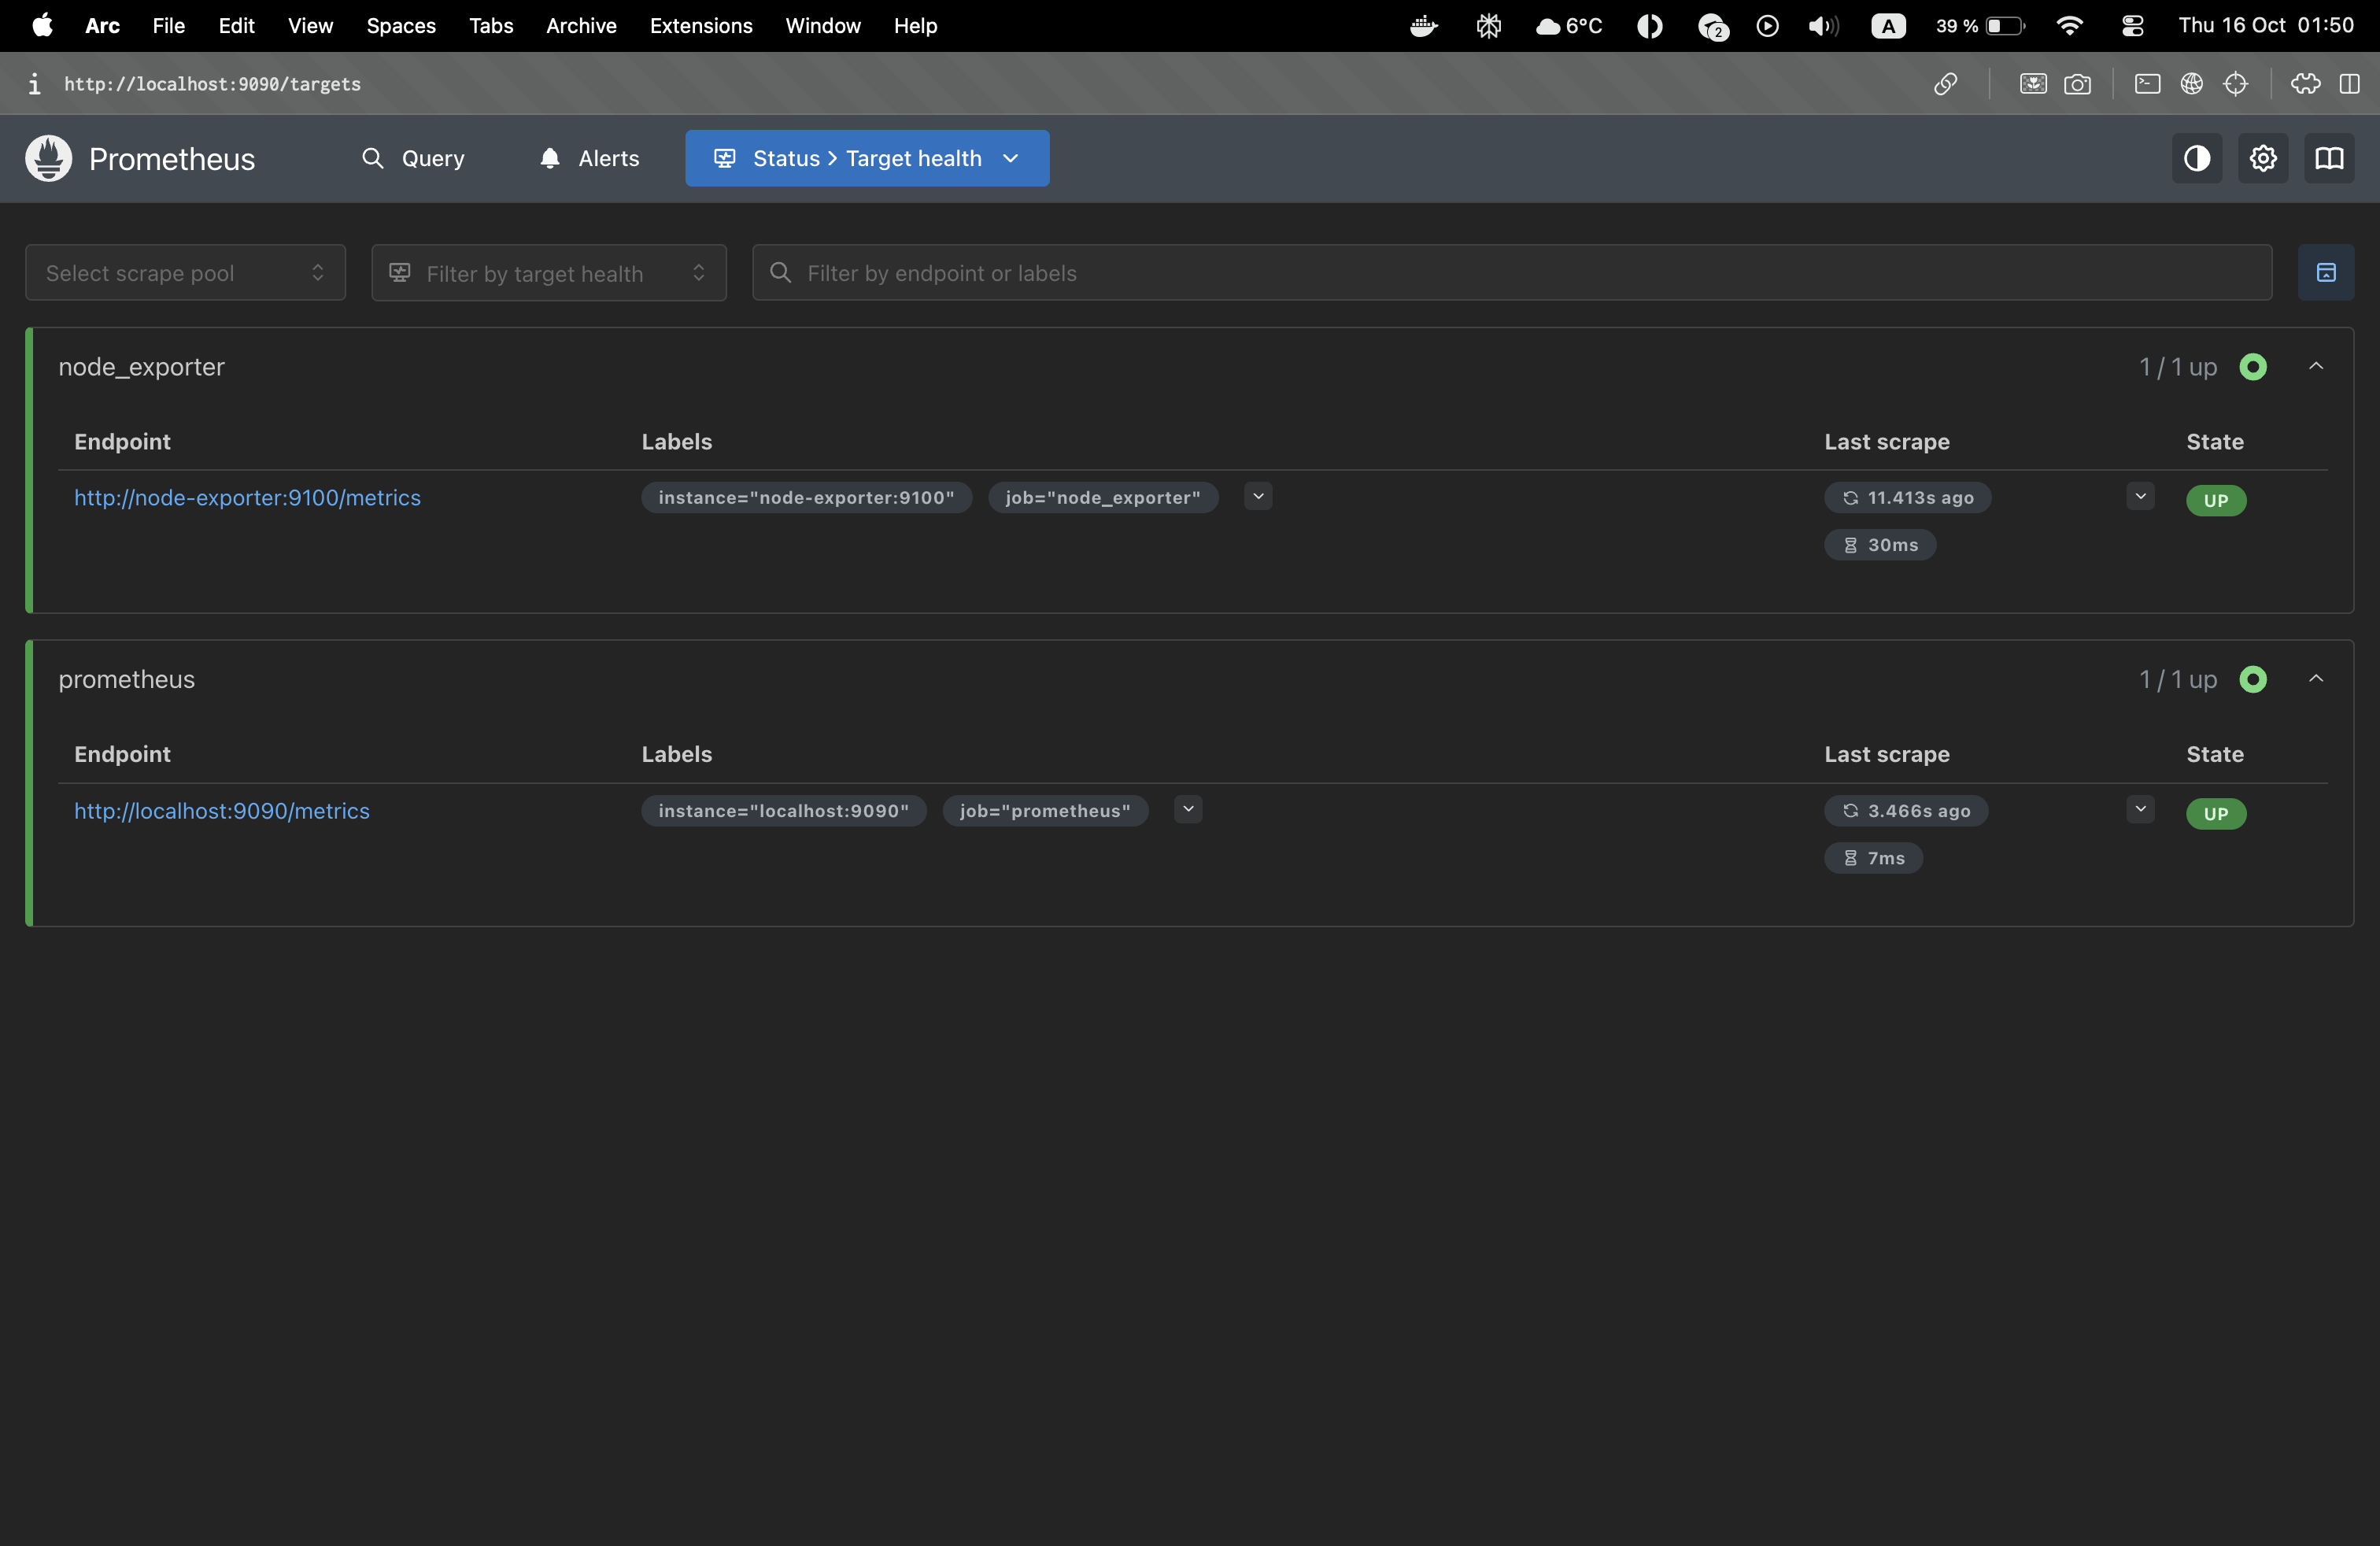 Arc File Edit View Spaces Tabs Archive Extensions Window Help 6°C 2 A 39 % Thu 16 Oct 01:50
i http://localhost:9090/targets
Prometheus Query Alerts Status > Target health
Select scrape pool Filter by target health Filter by endpoint or labels
node_exporter 1 / 1 up
Endpoint Labels Last scrape State
http://node-exporter:9100/metrics instance="node-exporter:9100" job="node_exporter" 11.413s ago UP
30ms
prometheus 1 / 1 up
Endpoint Labels Last scrape State
http://localhost:9090/metrics instance="localhost:9090" job="prometheus" 3.466s ago UP
7ms